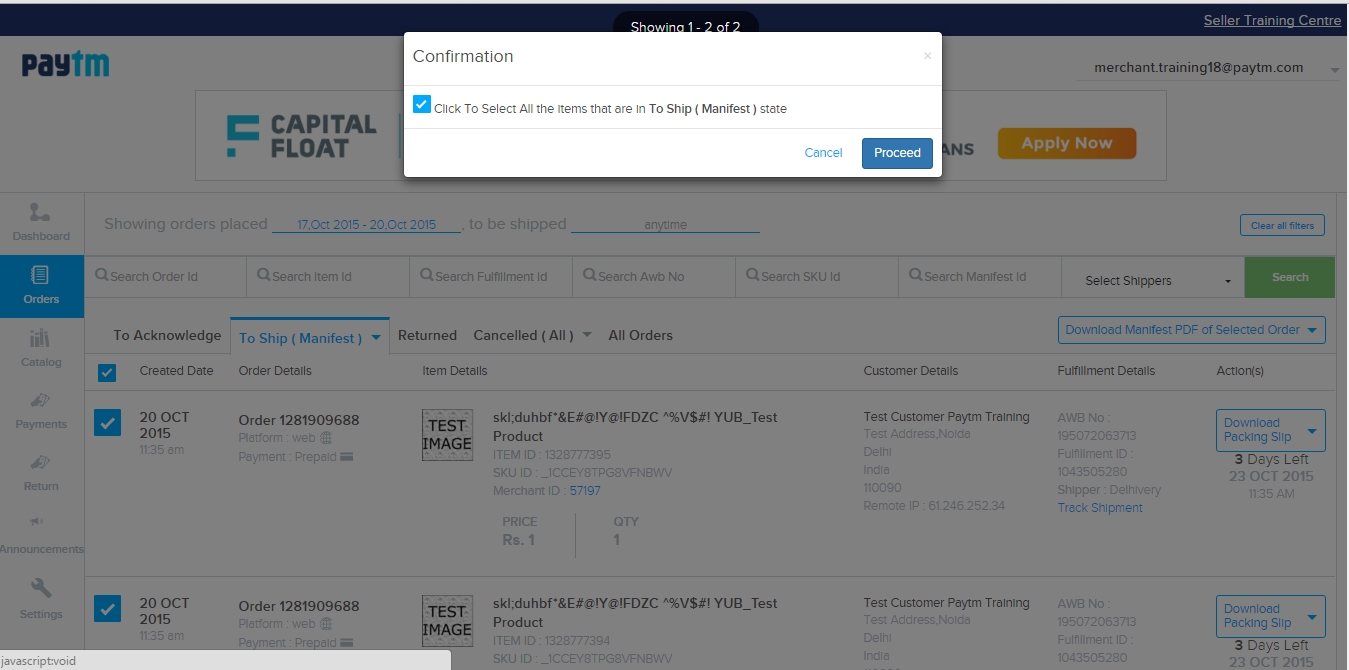 Showing 1 - 2 of 2
Seller Training Centre
paytm
Confirmation
×
merchant.training18@paytm.com
Click To Select All the items that are in To Ship ( Manifest ) state
CAPITAL
FLOAT
ANS
Apply Now
Cancel
Proceed
Dashboard
Showing orders placed 17,Oct 2015 - 20,Oct 2015 , to be shipped anytime
Clear all filters
Search Order Id
Search Item Id
Search Fulfillment Id
Search Awb No
Search SKU Id
Search Manifest Id
Select Shippers
Search
Orders
Catalog
Payments
Return
Announcements
Settings
To Acknowledge
To Ship ( Manifest )
Returned
Cancelled ( All )
All Orders
Download Manifest PDF of Selected Order
Created Date
Order Details
Item Details
Customer Details
Fulfillment Details
Action(s)
20 OCT
2015
11:35 am
Order 1281909688
Platform : web
Payment : Prepaid
TEST
IMAGE
skl;duhbf*&E#@!Y@!FDZC ^%V$#! YUB_Test
Product
ITEM ID : 1328777395
SKU ID : _1CCEY8TPG8VFNBWV
Merchant ID : 57197
PRICE
Rs. 1
QTY
1
Test Customer Paytm Training
Test Address,Noida
Delhi
India
110090
Remote IP : 61.246.252.34
AWB No :
195072063713
Fulfillment ID :
1043505280
Shipper : Delhivery
Track Shipment
Download
Packing Slip
3 Days Left
23 OCT 2015
11:35 AM
20 OCT
2015
11:35 am
Order 1281909688
Platform : web
Payment : Prepaid
TEST
IMAGE
skl;duhbf*&E#@!Y@!FDZC ^%V$#! YUB_Test
Product
ITEM ID : 1328777394
SKU ID : _1CCEY8TPG8VFNBWV
Test Customer Paytm Training
Test Address,Noida
Delhi
India
AWB No :
195072063713
Fulfillment ID :
1043505280
Download
Packing Slip
3 Days Left
23 OCT 2015
javascript:void